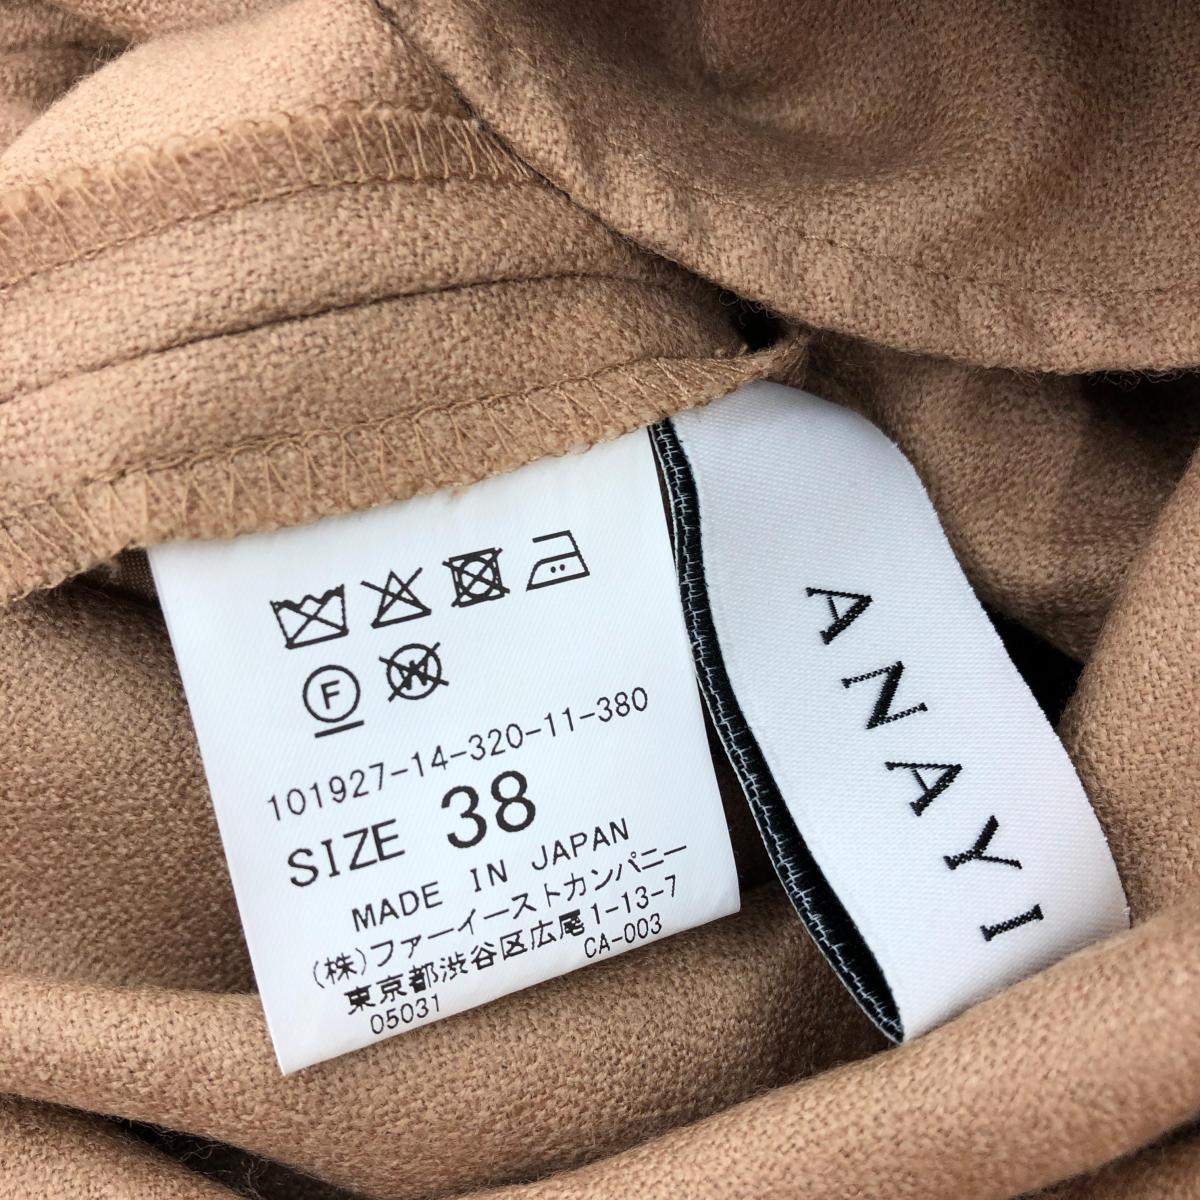 F
W
101927-14-320-11-380
SIZE 38
MADE IN JAPAN
(株)ファーイーストカンパニー
東京都渋谷区広尾1-13-7
05031 CA-003
ANAYI